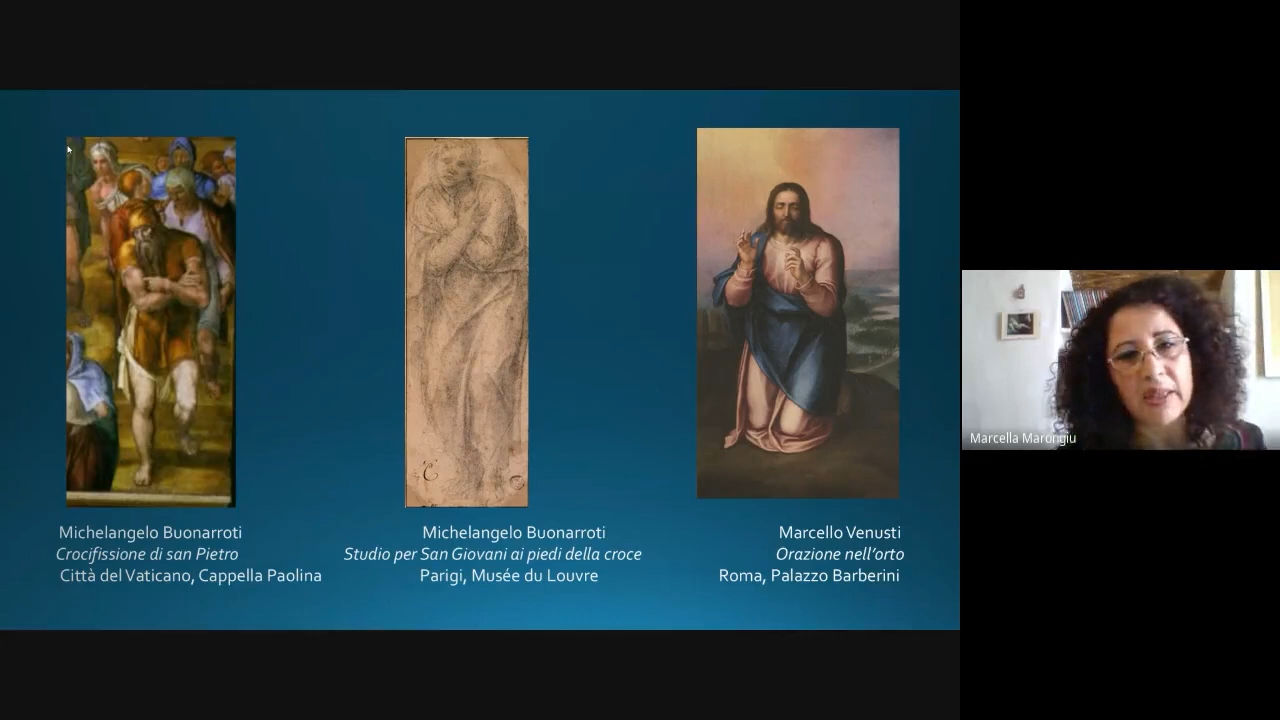 Michelangelo Buonarroti
Crocifissione di san Pietro
Città del Vaticano, Cappella Paolina
Michelangelo Buonarroti
Studio per San Giovani ai piedi della croce
Parigi, Musée du Louvre
Marcello Venusti
Orazione nell'orto
Roma, Palazzo Barberini
Marcella Marongiu